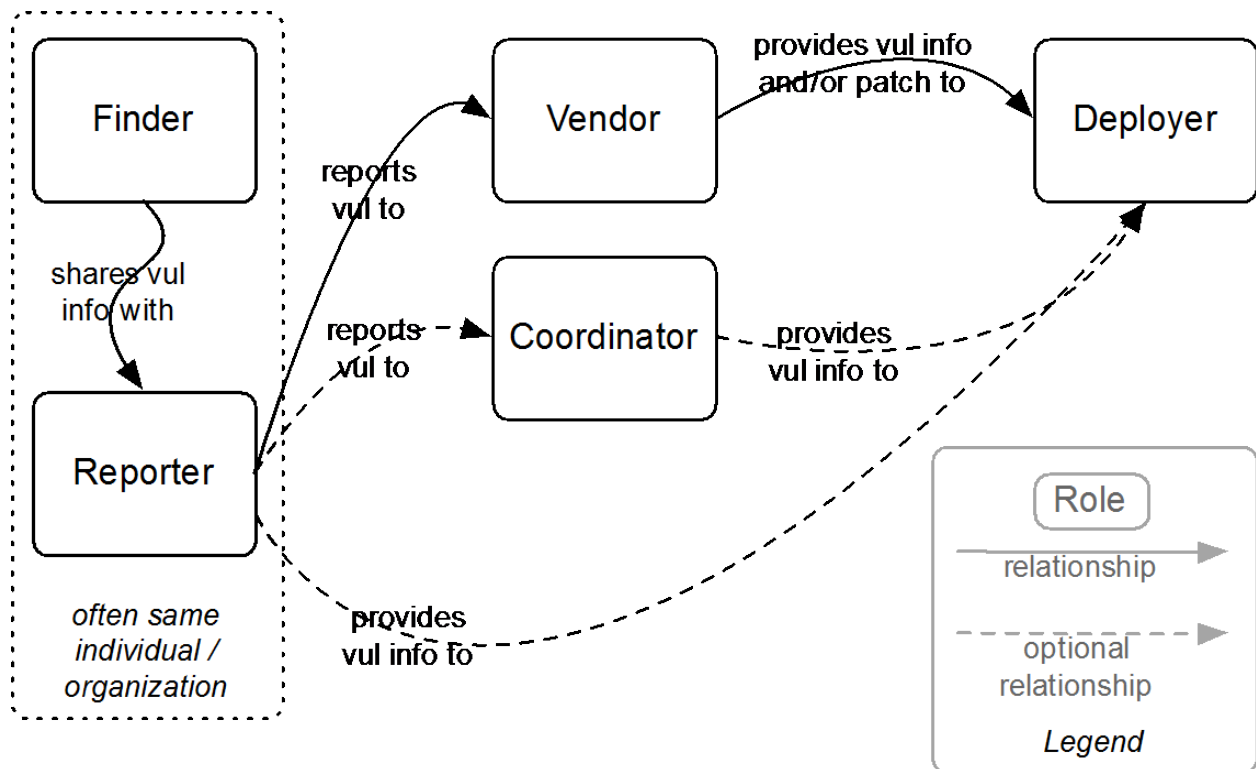 Finder
shares vul
info with
Reporter
often same
individual /
organization
reports
vul to
reports
vul to
Vendor
provides vul info
and/or patch to
Deployer
Coordinator
provides
vul info to
provides
vul info to
Role
relationship
optional
relationship
Legend